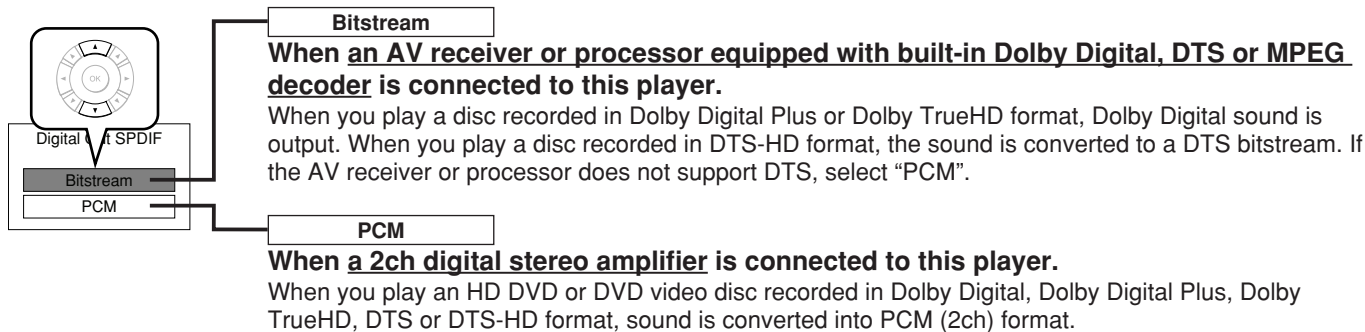 OK
Digital Out SPDIF
Bitstream
PCM
Bitstream
When an AV receiver or processor equipped with built-in Dolby Digital, DTS or MPEG
decoder is connected to this player.
When you play a disc recorded in Dolby Digital Plus or Dolby TrueHD format, Dolby Digital sound is
output. When you play a disc recorded in DTS-HD format, the sound is converted to a DTS bitstream. If
the AV receiver or processor does not support DTS, select “PCM”.
PCM
When a 2ch digital stereo amplifier is connected to this player.
When you play an HD DVD or DVD video disc recorded in Dolby Digital, Dolby Digital Plus, Dolby
TrueHD, DTS or DTS-HD format, sound is converted into PCM (2ch) format.